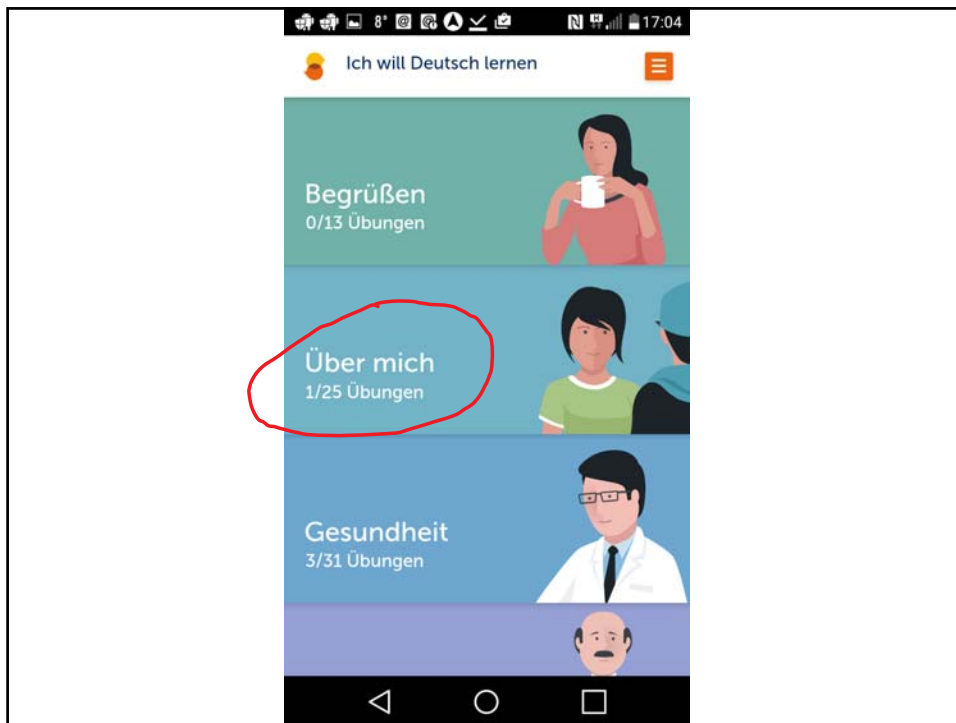 8°
17:04
Ich will Deutsch lernen
Begrüßen
0/13 Übungen
Über mich
1/25 Übungen
Gesundheit
3/31 Übungen